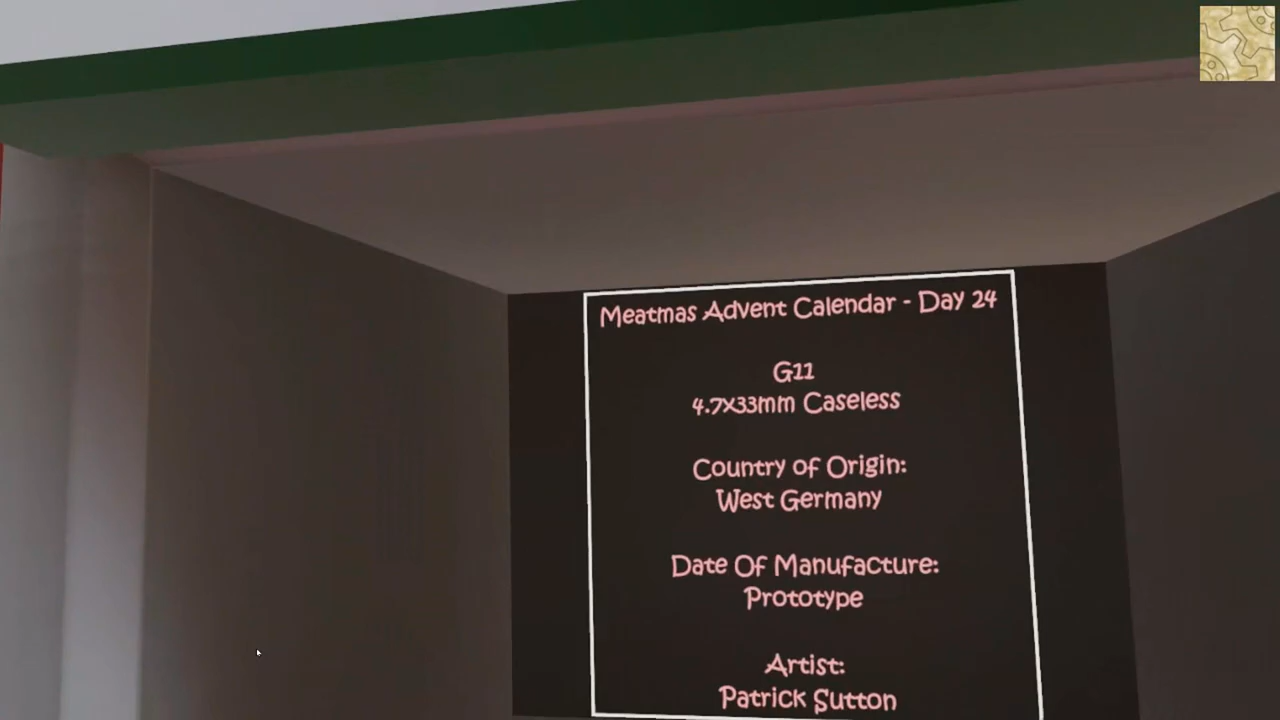 Meatmas Advent Calendar - Day 24
G11
4.7x33mm Caseless
Country of Origin:
West Germany
Date Of Manufacture:
Prototype
Artist:
Patrick Sutton